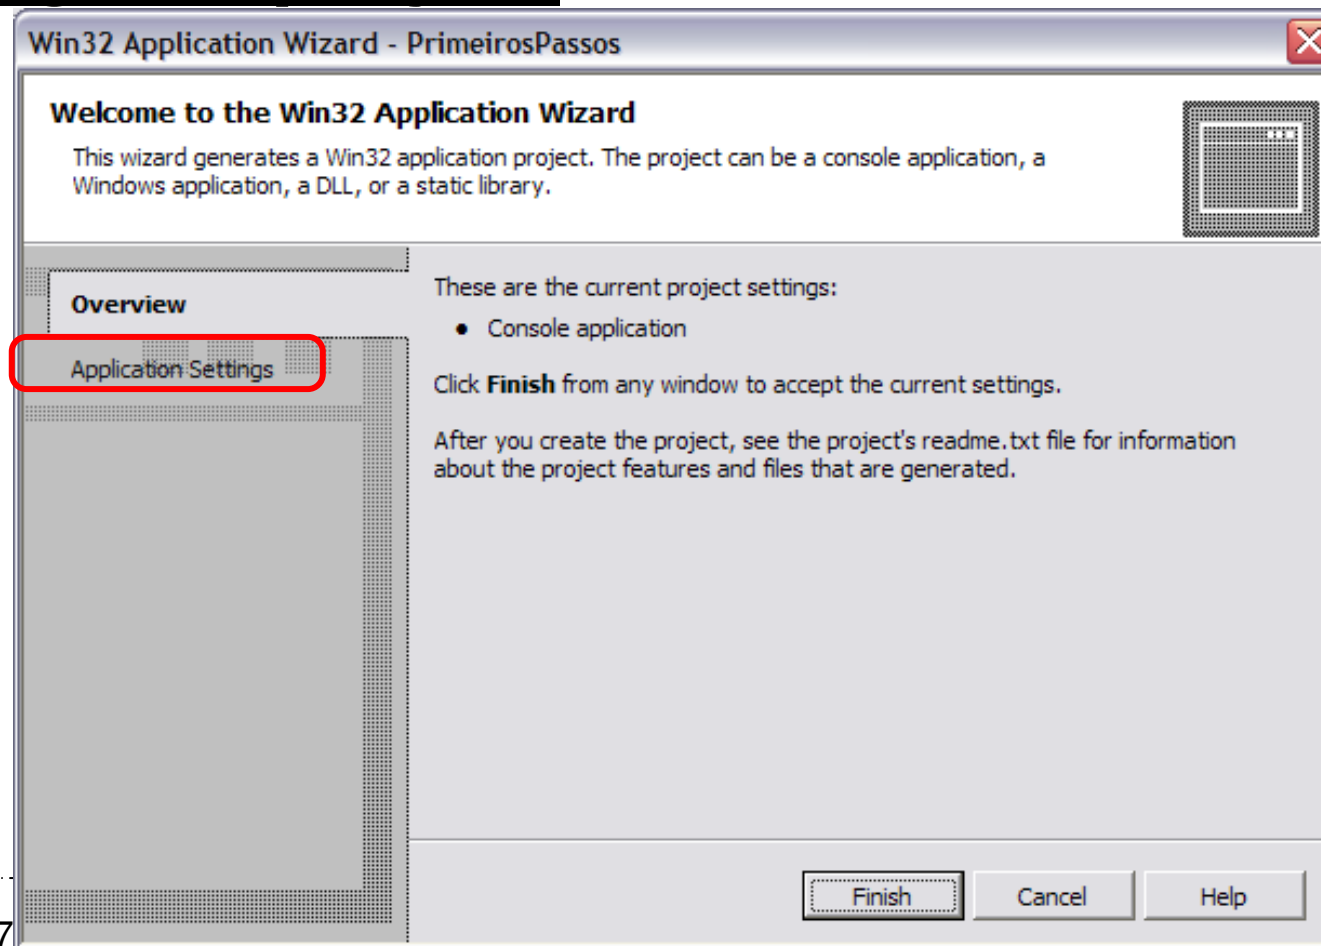 Win32 Application Wizard - PrimeirosPassos
Welcome to the Win32 Application Wizard
This wizard generates a Win32 application project. The project can be a console application, a
Windows application, a DLL, or a static library.
Overview
Application Settings
These are the current project settings:
• Console application
Click Finish from any window to accept the current settings.
After you create the project, see the project's readme.txt file for information
about the project features and files that are generated.
Finish
Cancel
Help
7